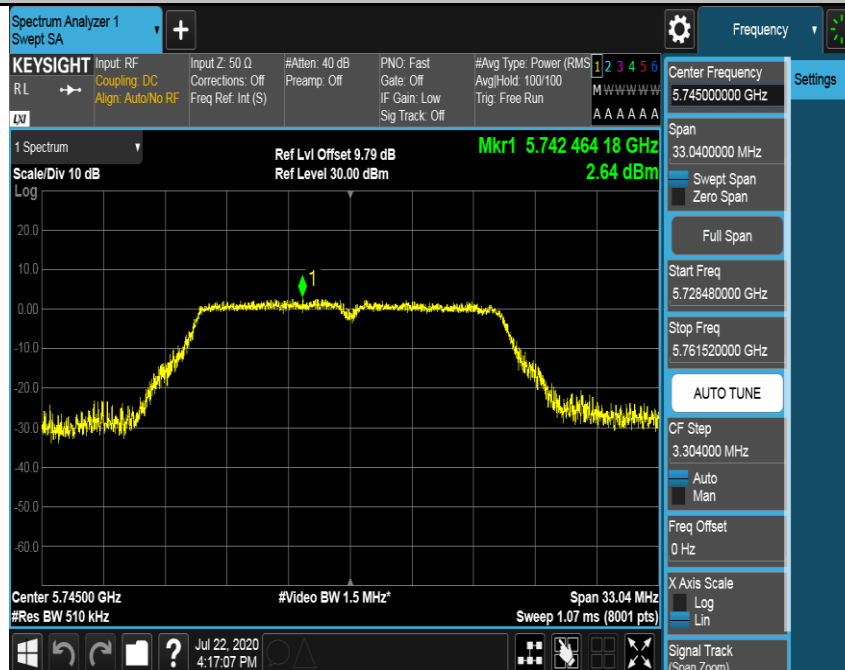 Spectrum Analyzer 1
Swept SA
+
Frequency
KEYSIGHT
RL
LXI
Input: RF
Coupling: DC
Align: Auto/No RF
Input Z: 50 Ω
Corrections: Off
Freq Ref: Int (S)
#Atten: 40 dB
Preamp: Off
PNO: Fast
Gate: Off
IF Gain: Low
Sig Track: Off
#Avg Type: Power (RMS
Avg|Hold: 100/100
Trig: Free Run
1 2 3 4 5 6
M W W W W W
A A A A A A
1 Spectrum
Scale/Div 10 dB
Log
Ref Lvl Offset 9.79 dB
Ref Level 30.00 dBm
Mkr1 5.742 464 18 GHz
2.64 dBm
20.0
10.0
0.00
-10.0
-20.0
-30.0
-40.0
-50.0
-60.0
1
Center 5.74500 GHz
#Res BW 510 kHz
#Video BW 1.5 MHz*
Span 33.04 MHz
Sweep 1.07 ms (8001 pts)
?
Jul 22, 2020
4:17:07 PM
Center Frequency
5.745000000 GHz
Settings
Span
33.0400000 MHz
Swept Span
Zero Span
Full Span
Start Freq
5.728480000 GHz
Stop Freq
5.761520000 GHz
AUTO TUNE
CF Step
3.304000 MHz
Auto
Man
Freq Offset
0 Hz
X Axis Scale
Log
Lin
Signal Track
(Span Zoom)